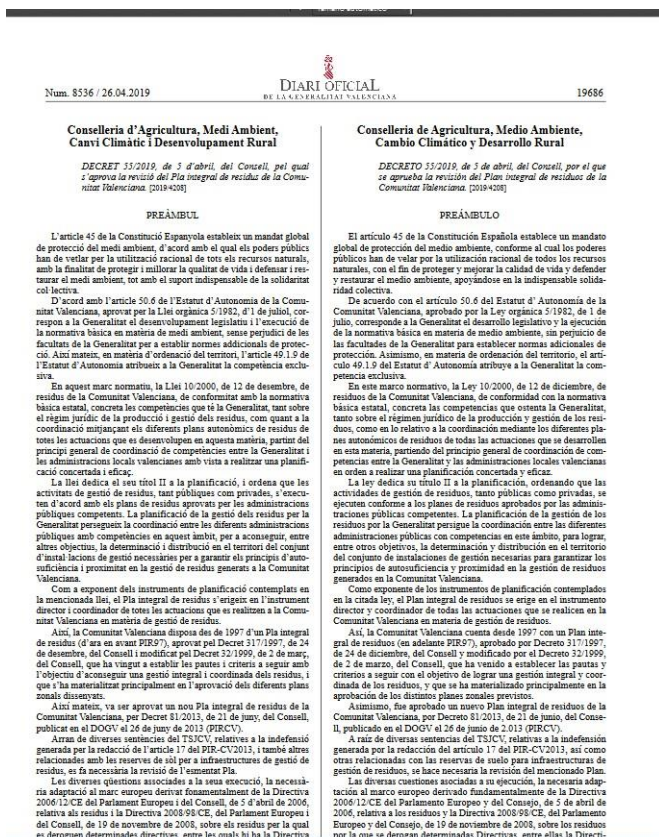 Num. 8536 / 26.04.2019
DIARI OFICIAL
DE LA GENERALITAT VALENCIANA
19686
Conselleria d’Agricultura, Medi Ambient,
Canvi Climàtic i Desenvolupament Rural
DECRET 55/2019, de 5 d’abril, del Consell, pel qual
s’aprova la revisió del Pla integral de residus de la Comu-
nitat Valenciana. [2019/4208]
PREÀMBUL
L’article 45 de la Constitució Espanyola estableix un mandat global
de protecció del medi ambient, d’acord amb el qual els poders públics
han de vetlar per la utilització racional de tots els recursos naturals,
amb la finalitat de protegir i millorar la qualitat de vida i defensar i res-
taurar el medi ambient, tot amb el suport indispensable de la solidaritat
col·lectiva.
D’acord amb l’article 50.6 de l’Estatut d’Autonomia de la Comu-
nitat Valenciana, aprovat per la Llei orgànica 5/1982, d’1 de juliol, cor-
respon a la Generalitat el desenvolupament legislatiu i l’execució de
la normativa bàsica en matèria de medi ambient, sense perjudici de les
facultats de la Generalitat per a establir normes addicionals de protec-
ció. Així mateix, en matèria d’ordenació del territori, l’article 49.1.9 de
l’Estatut d’Autonomia atribueix a la Generalitat la competència exclu-
siva.
En aquest marc normatiu, la Llei 10/2000, de 12 de desembre, de
residus de la Comunitat Valenciana, de conformitat amb la normativa
bàsica estatal, concreta les competències que té la Generalitat, tant sobre
el règim jurídic de la producció i gestió dels residus, com quant a la
coordinació mitjançant els diferents plans autonòmics de residus de
totes les actuacions que es desenvolupen en aquesta matèria, partint del
principi general de coordinació de competències entre la Generalitat i
les administracions locals valencianes amb vista a realitzar una planifi-
cació concertada i eficaç.
La llei dedica el seu títol II a la planificació, i ordena que les
activitats de gestió de residus, tant públiques com privades, s’execu-
ten d’acord amb els plans de residus aprovats per les administracions
públiques competents. La planificació de la gestió dels residus per la
Generalitat persegueix la coordinació entre les diferents administracions
públiques amb competències en aquest àmbit, per a aconseguir, entre
altres objectius, la determinació i distribució en el territori del conjunt
d’instal·lacions de gestió necessàries per a garantir els principis d’auto-
suficiència i proximitat en la gestió de residus generats a la Comunitat
Valenciana.
Com a exponent dels instruments de planificació contemplats en
la mencionada llei, el Pla integral de residus s’erigeix en l’instrument
director i coordinador de totes les actuacions que es realitzen a la Comu-
nitat Valenciana en matèria de gestió de residus.
Així, la Comunitat Valenciana disposa des de 1997 d’un Pla integral
de residus (d’ara en avant PIR97), aprovat pel Decret 317/1997, de 24
de desembre, del Consell i modificat pel Decret 32/1999, de 2 de març,
del Consell, que ha vingut a establir les pautes i criteris a seguir amb
l’objectiu d’aconseguir una gestió integral i coordinada dels residus, i
que s’ha materialitzat principalment en l’aprovació dels diferents plans
zonals dissenyats.
Així mateix, va ser aprovat un nou Pla integral de residus de la
Comunitat Valenciana, per Decret 81/2013, de 21 de juny, del Consell,
publicat en el DOGV el 26 de juny de 2013 (PIRCV).
Arran de diverses sentències del TSJCV, relatives a la indefensió
generada per la redacció de l’article 17 del PIR-CV2013, i també altres
relacionades amb les reserves de sòl per a infraestructures de gestió de
residus, es fa necessària la revisió de l’esmentat Pla.
Les diverses qüestions associades a la seua execució, la necessà-
ria adaptació al marc europeu derivat fonamentalment de la Directiva
2006/12/CE del Parlament Europeu i del Consell, de 5 d’abril de 2006,
relativa als residus i la Directiva 2008/98/CE, del Parlament Europeu i
del Consell, de 19 de novembre de 2008, sobre els residus per la qual
es deroguen determinades directives, entre les quals hi ha la Directiva
Conselleria de Agricultura, Medio Ambiente,
Cambio Climático y Desarrollo Rural
DECRETO 55/2019, de 5 de abril, del Consell, por el que
se aprueba la revisión del Plan integral de residuos de la
Comunitat Valenciana. [2019/4208]
PREÁMBULO
El artículo 45 de la Constitución Española establece un mandato
global de protección del medio ambiente, conforme al cual los poderes
públicos han de velar por la utilización racional de todos los recursos
naturales, con el fin de proteger y mejorar la calidad de vida y defender
y restaurar el medio ambiente, apoyándose en la indispensable solida-
ridad colectiva.
De acuerdo con el artículo 50.6 del Estatut d’Autonomia de la
Comunitat Valenciana, aprobado por la Ley orgánica 5/1982, de 1 de
julio, corresponde a la Generalitat el desarrollo legislativo y la ejecución
de la normativa básica en materia de medio ambiente, sin perjuicio de
las facultades de la Generalitat para establecer normas adicionales de
protección. Asimismo, en materia de ordenación del territorio, el artí-
culo 49.1.9 del Estatut d’ Autonomia atribuye a la Generalitat la com-
petencia exclusiva.
En este marco normativo, la Ley 10/2000, de 12 de diciembre, de
residuos de la Comunitat Valenciana, de conformidad con la normativa
básica estatal, concreta las competencias que ostenta la Generalitat,
tanto sobre el régimen jurídico de la producción y gestión de los resi-
duos, como en lo relativo a la coordinación mediante los diferentes pla-
nes autonómicos de residuos de todas las actuaciones que se desarrollen
en esta materia, partiendo del principio general de coordinación de com-
petencias entre la Generalitat y las administraciones locales valencianas
en orden a realizar una planificación concertada y eficaz.
La ley dedica su título II a la planificación, ordenando que las
actividades de gestión de residuos, tanto públicas como privadas, se
ejecuten conforme a los planes de residuos aprobados por las adminis-
traciones públicas competentes. La planificación de la gestión de los
residuos por la Generalitat persigue la coordinación entre las diferentes
administraciones públicas con competencias en este ámbito, para lograr,
entre otros objetivos, la determinación y distribución en el territorio
del conjunto de instalaciones de gestión necesarias para garantizar los
principios de autosuficiencia y proximidad en la gestión de residuos
generados en la Comunitat Valenciana.
Como exponente de los instrumentos de planificación contemplados
en la citada ley, el Plan integral de residuos se erige en el instrumento
director y coordinador de todas las actuaciones que se realicen en la
Comunitat Valenciana en materia de gestión de residuos.
Así, la Comunitat Valenciana cuenta desde 1997 con un Plan inte-
gral de residuos (en adelante PIR97), aprobado por Decreto 317/1997,
de 24 de diciembre, del Consell y modificado por el Decreto 32/1999,
de 2 de marzo, del Consell, que ha venido a establecer las pautas y
criterios a seguir con el objetivo de lograr una gestión integral y coor-
dinada de los residuos, y que se ha materializado principalmente en la
aprobación de los distintos planes zonales previstos.
Asimismo, fue aprobado un nuevo Plan integral de residuos de la
Comunitat Valenciana, por Decreto 81/2013, de 21 de junio, del Conse-
ll, publicado en el DOGV el 26 de junio de 2.013 (PIRCV).
A raíz de diversas sentencias del TSJCV, relativas a la indefensión
generada por la redacción del artículo 17 del PIR-CV2013, así como
otras relacionadas con las reservas de suelo para infraestructuras de
gestión de residuos, se hace necesaria la revisión del mencionado Plan.
Las diversas cuestiones asociadas a su ejecución, la necesaria adap-
tación al marco europeo derivado fundamentalmente de la Directiva
2006/12/CE del Parlamento Europeo y del Consejo, de 5 de abril de
2006, relativa a los residuos y la Directiva 2008/98/CE, del Parlamento
Europeo y del Consejo, de 19 de noviembre de 2008, sobre los residuos
por la que se derogan determinadas Directivas, entre ellas la Directi-